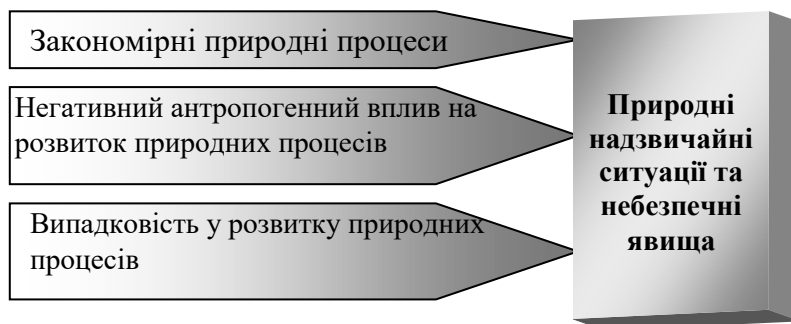 Закономірні природні процеси
Негативний антропогенний вплив на
розвиток природних процесів
Випадковість у розвитку природних
процесів
Природні
надзвичайні
ситуації та
небезпечні
явища